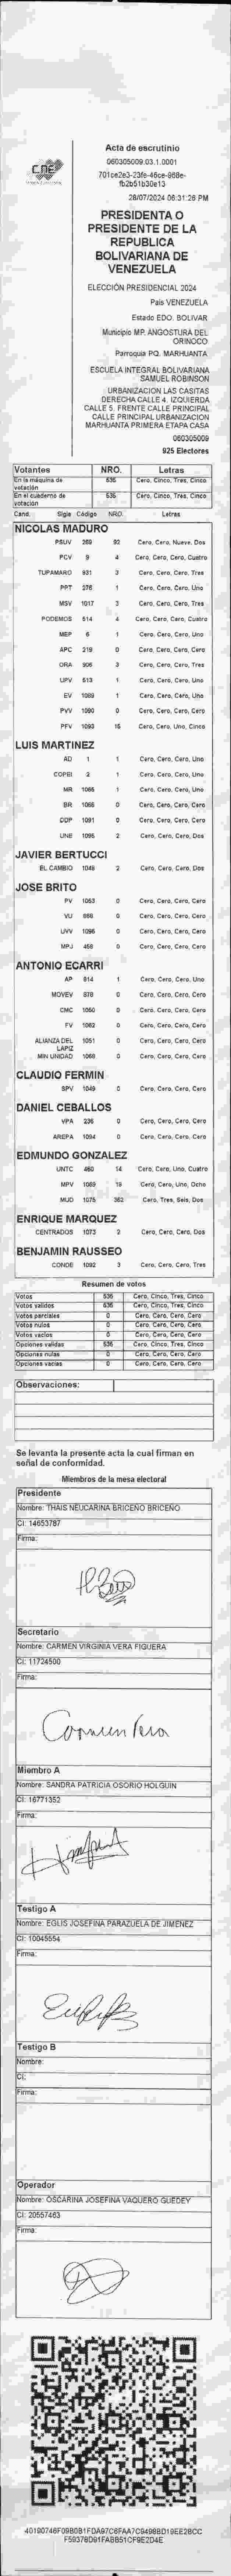 CNE
Acta de escrutinio
060305009.03.1.0001
701ce2e3-23fe-46ce-968e-
fb2b51b30e13
28/07/2024 06:31:26 PM
PRESIDENTA O
PRESIDENTE DE LA
REPUBLICA
BOLIVARIANA DE
VENEZUELA
ELECCIÓN PRESIDENCIAL 2024
País VENEZUELA
Estado EDO. BOLIVAR
Municipio MP. ANGOSTURA DEL
ORINOCO
Parroquia PQ. MARHUANTA
ESCUELA INTEGRAL BOLIVARIANA
SAMUEL ROBINSON
URBANIZACIÓN LAS CASITAS
DERECHA CALLE 4. IZQUIERDA
CALLE 5. FRENTE CALLE PRINCIPAL
CALLE PRINCIPAL URBANIZACIÓN
MARHUANTA PRIMERA ETAPA CASA
060305009
925 Electores
Votantes NRO. Letras
En la máquina de votación 535 Cero, Cinco, Tres, Cinco
En el cuaderno de votación 535 Cero, Cinco, Tres, Cinco
Cand. Sigla Código NRO. Letras
NICOLAS MADURO
PSUV 269 92 Cero, Cero, Nueve, Dos
PCV 9 4 Cero, Cero, Cero, Cuatro
TUPAMARO 931 3 Cero, Cero, Cero, Tres
PPT 276 1 Cero, Cero, Cero, Uno
MSV 1017 3 Cero, Cero, Cero, Tres
PODEMOS 514 4 Cero, Cero, Cero, Cuatro
MEP 6 1 Cero, Cero, Cero, Uno
APC 219 0 Cero, Cero, Cero, Cero
ORA 906 3 Cero, Cero, Cero, Tres
UPV 513 1 Cero, Cero, Cero, Uno
EV 1089 1 Cero, Cero, Cero, Uno
PVV 1090 0 Cero, Cero, Cero, Cero
PFV 1093 15 Cero, Cero, Uno, Cinco
LUIS MARTINEZ
AD 1 1 Cero, Cero, Cero, Uno
COPEI 2 1 Cero, Cero, Cero, Uno
MR 1065 1 Cero, Cero, Cero, Uno
BR 1066 0 Cero, Cero, Cero, Cero
DDP 1091 0 Cero, Cero, Cero, Cero
UNE 1095 2 Cero, Cero, Cero, Dos
JAVIER BERTUCCI
EL CAMBIO 1048 2 Cero, Cero, Cero, Dos
JOSE BRITO
PV 1053 0 Cero, Cero, Cero, Cero
VU 868 0 Cero, Cero, Cero, Cero
UVV 1096 0 Cero, Cero, Cero, Cero
MPJ 458 0 Cero, Cero, Cero, Cero
ANTONIO ECARRI
AP 814 1 Cero, Cero, Cero, Uno
MOVEV 878 0 Cero, Cero, Cero, Cero
CMC 1050 0 Cero, Cero, Cero, Cero
FV 1062 0 Cero, Cero, Cero, Cero
ALIANZA DEL LAPIZ 1051 0 Cero, Cero, Cero, Cero
MIN UNIDAD 1068 0 Cero, Cero, Cero, Cero
CLAUDIO FERMIN
SPV 1049 0 Cero, Cero, Cero, Cero
DANIEL CEBALLOS
VPA 236 0 Cero, Cero, Cero, Cero
AREPA 1094 0 Cero, Cero, Cero, Cero
EDMUNDO GONZALEZ
UNTC 460 14 Cero, Cero, Uno, Cuatro
MPV 1069 18 Cero, Cero, Uno, Ocho
MUD 1075 362 Cero, Tres, Seis, Dos
ENRIQUE MARQUEZ
CENTRADOS 1073 2 Cero, Cero, Cero, Dos
BENJAMIN RAUSSEO
CONDE 1092 3 Cero, Cero, Cero, Tres
Resumen de votos
Votos 535 Cero, Cinco, Tres, Cinco
Votos válidos 535 Cero, Cinco, Tres, Cinco
Votos parciales 0 Cero, Cero, Cero, Cero
Votos nulos 0 Cero, Cero, Cero, Cero
Votos vacíos 0 Cero, Cero, Cero, Cero
Opciones válidas 535 Cero, Cinco, Tres, Cinco
Opciones nulas 0 Cero, Cero, Cero, Cero
Opciones vacías 0 Cero, Cero, Cero, Cero
Observaciones:
Se levanta la presente acta la cual firman en
señal de conformidad.
Miembros de la mesa electoral
Presidente
Nombre: THAIS NEUCARINA BRICEÑO BRICEÑO
CI: 14653787
Firma:
Secretario
Nombre: CARMEN VIRGINIA VERA FIGUERA
CI: 11724500
Firma:
Carmen Vera
Miembro A
Nombre: SANDRA PATRICIA OSORIO HOLGUIN
CI: 16771352
Firma:
Testigo A
Nombre: EGLIS JOSEFINA PARAZUELA DE JIMENEZ
CI: 10045554
Firma:
Testigo B
Nombre:
CI:
Firma:
Operador
Nombre: OSCARINA JOSEFINA VAQUERO GUEDEY
CI: 20557463
Firma:
40190746F09B0B1FDA97C6FAA7C9498BD19EE28CC
F59378D91FABB51CF9E2D4E